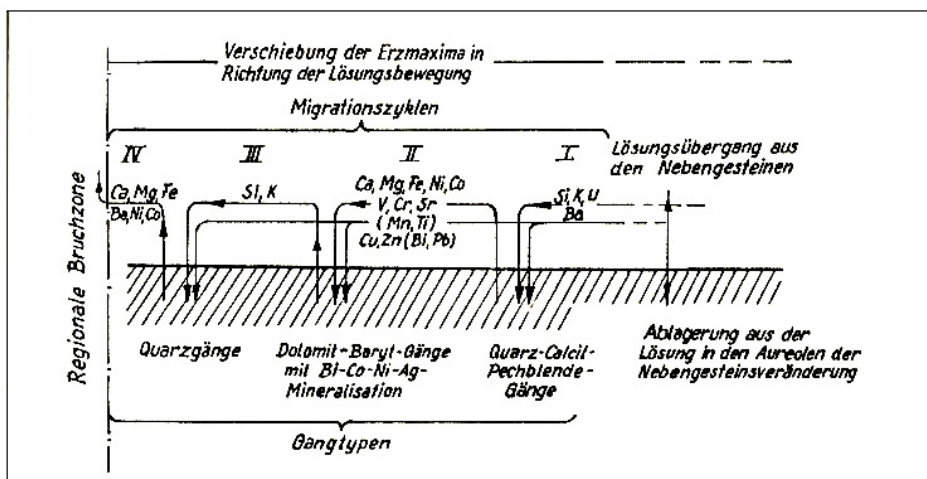 Verschiebung der Erzmaxima in
Richtung der Lösungsbewegung
Migrationszyklen
IV
III
II
I
Lösungsübergang aus
den Nebengesteinen
Ca, Mg, Fe
Ba, Ni, Co
Si, K
Ca, Mg, Fe, Ni, Co
V, Cr, Sr
(Mn, Ti)
Cu, Zn (Bi, Pb)
Si, K, U
Ba
Regionale Bruchzone
Quarzgänge
Dolomit-Baryt-Gänge
mit Bi-Co-Ni-Ag-
Mineralisation
Quarz-Calcit-
Pechblende-
Gänge
Ablagerung aus der
Lösung in den Aureolen der
Nebengesteinsveränderung
Gangtypen